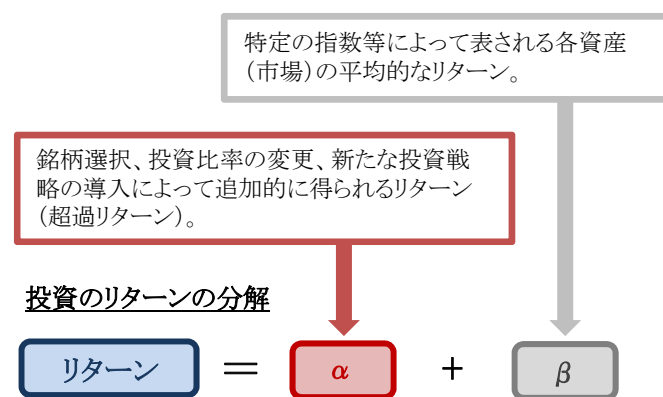 特定の指数等によって表される各資産
（市場）の平均的なリターン。
銘柄選択、投資比率の変更、新たな投資戦
略の導入によって追加的に得られるリターン
（超過リターン）。
投資のリターンの分解
リターン ＝ α + β